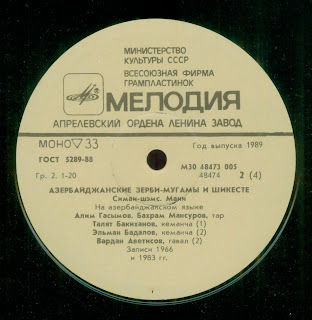 МИНИСТЕРСТВО
КУЛЬТУРЫ СССР
ВСЕСОЮЗНАЯ ФИРМА
ГРАМПЛАСТИНОК
МЕЛОДИЯ
АПРЕЛЕВСКИЙ ОРДЕНА ЛЕНИНА ЗАВОД
МОНО ▽ 33
Год выпуска 1989
ГОСТ 5289-88
М30 48473 005
Гр. 2. 1-20
48474 2 (4)
АЗЕРБАЙДЖАНСКИЕ ЗЕРБИ-МУГАМЫ И ШИКЕСТЕ
Симаи-шэмс. Мани
На азербайджанском языке
Алим Гасымов. Бахрам Мансуров, тар
Талят Бакиханов, кеманча (1)
Эльман Бадалов, кеманча (2)
Вардан Аветисов, гавал (2)
Записи 1966
и 1983 гг.